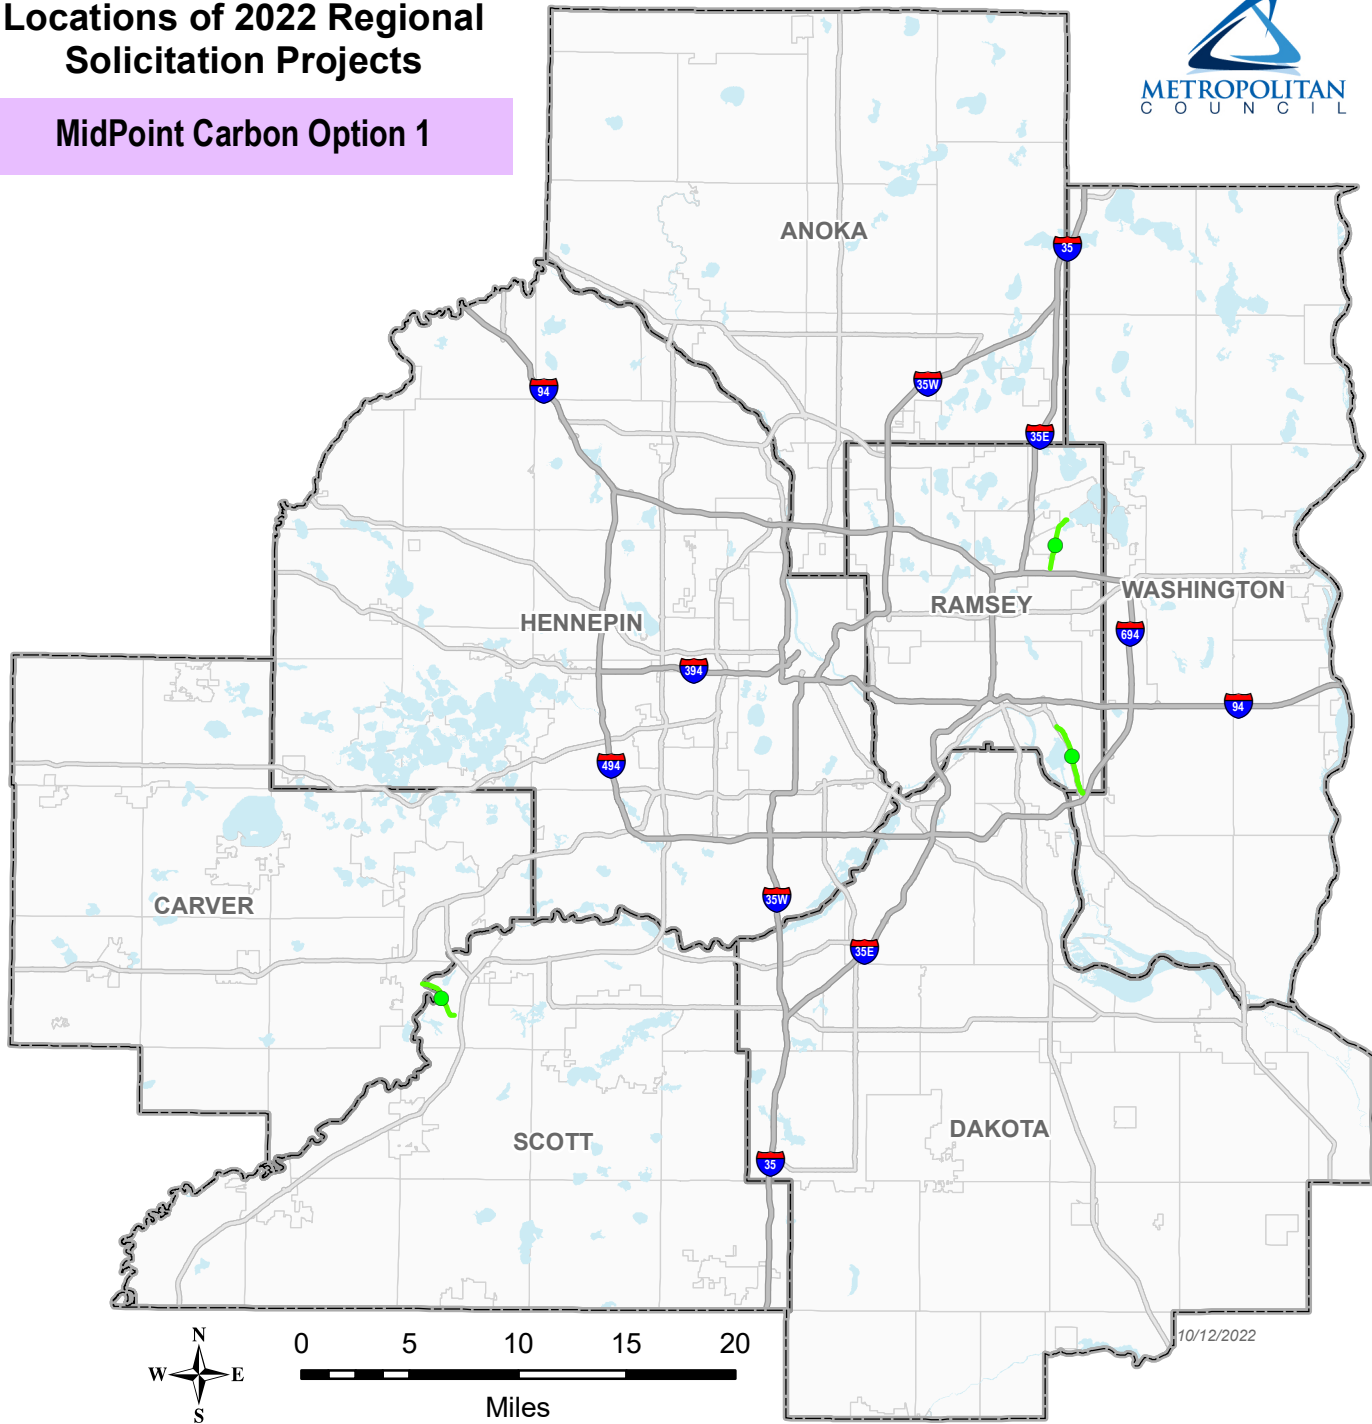 Locations of 2022 Regional
Solicitation Projects
MidPoint Carbon Option 1
METROPOLITAN
COUNCIL
ANOKA
35
94
35W
35E
HENNEPIN
RAMSEY
WASHINGTON
694
394
94
494
CARVER
35W
35E
SCOTT
DAKOTA
35
N
W E
S
0 5 10 15 20
Miles
10/12/2022